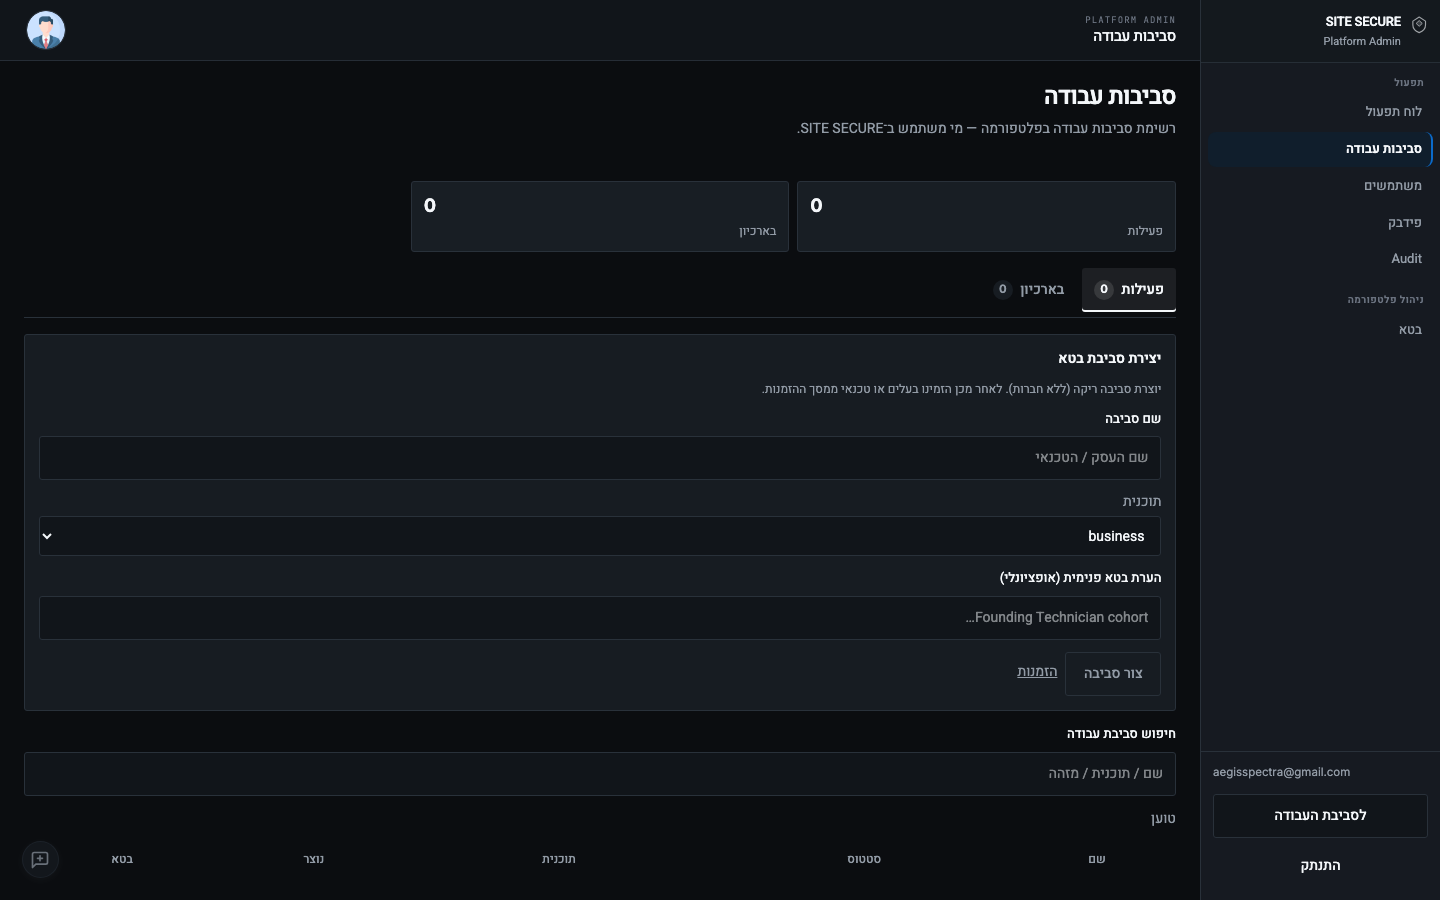 SITE SECURE
Platform Admin
תפעול
לוח תפעול
סביבות עבודה
משתמשים
פידבק
Audit
ניהול פלטפורמה
בטא
aegisspectra@gmail.com
לסביבת העבודה
התנתק
PLATFORM ADMIN
סביבות עבודה
סביבות עבודה
רשימת סביבות עבודה בפלטפורמה — מי משתמש ב־SITE SECURE.
0
פעילות
0
בארכיון
פעילות 0
בארכיון 0
יצירת סביבת בטא
יוצרת סביבה ריקה (ללא חברות). לאחר מכן הזמינו בעלים או טכנאי ממסך ההזמנות.
שם סביבה
שם העסק / הטכנאי
תוכנית
business
הערת בטא פנימית (אופציונלי)
Founding Technician cohort…
צור סביבה הזמנות
חיפוש סביבת עבודה
שם / תוכנית / מזהה
טוען
שם סטטוס תוכנית נוצר בטא